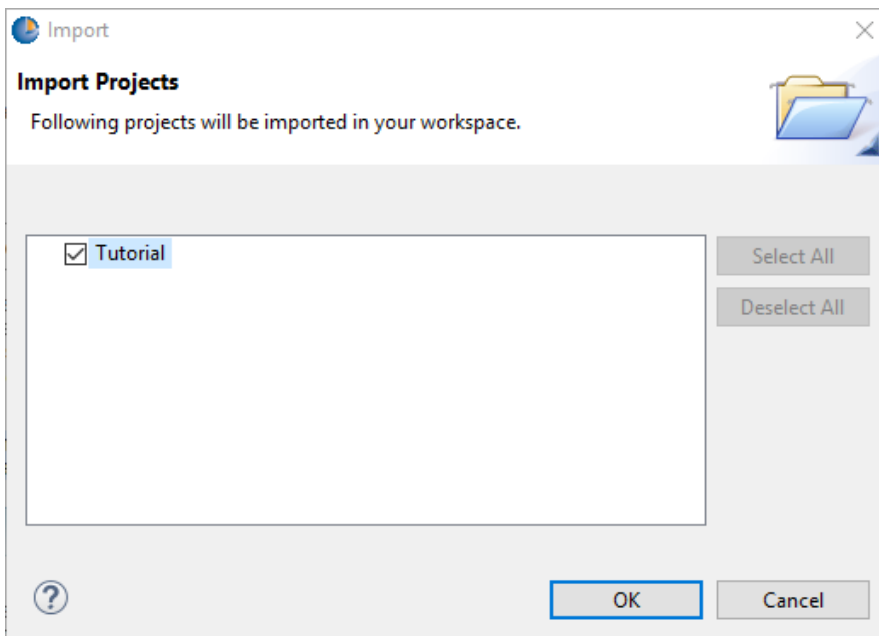 Import
Import Projects
Following projects will be imported in your workspace.
Tutorial
Select All
Deselect All
?
OK
Cancel